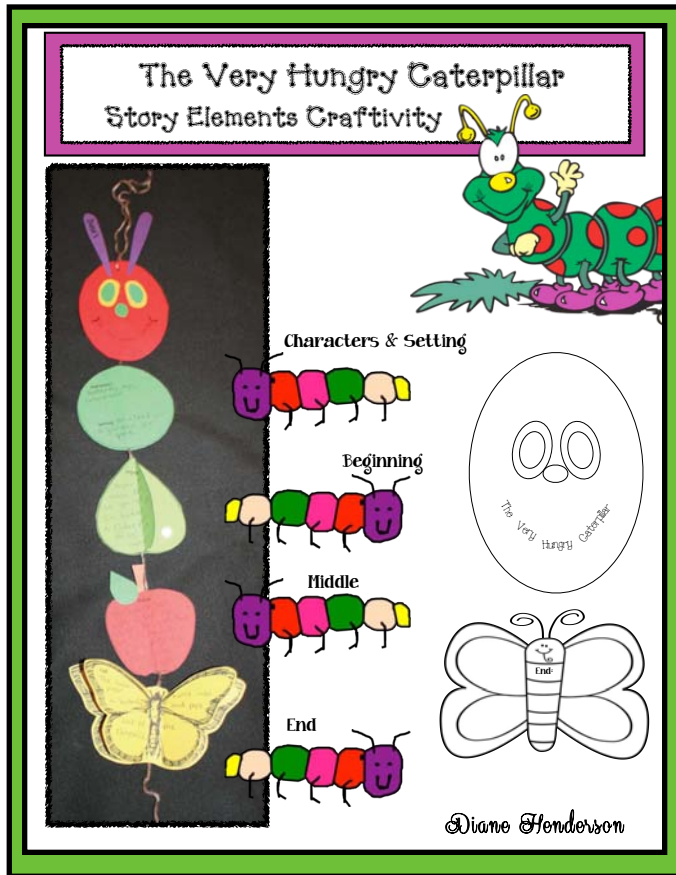 The Very Hungry Caterpillar
Story Elements Craftivity
Characters & Setting
Beginning
Middle
End
The Very Hungry Caterpillar
End:
Diane Henderson